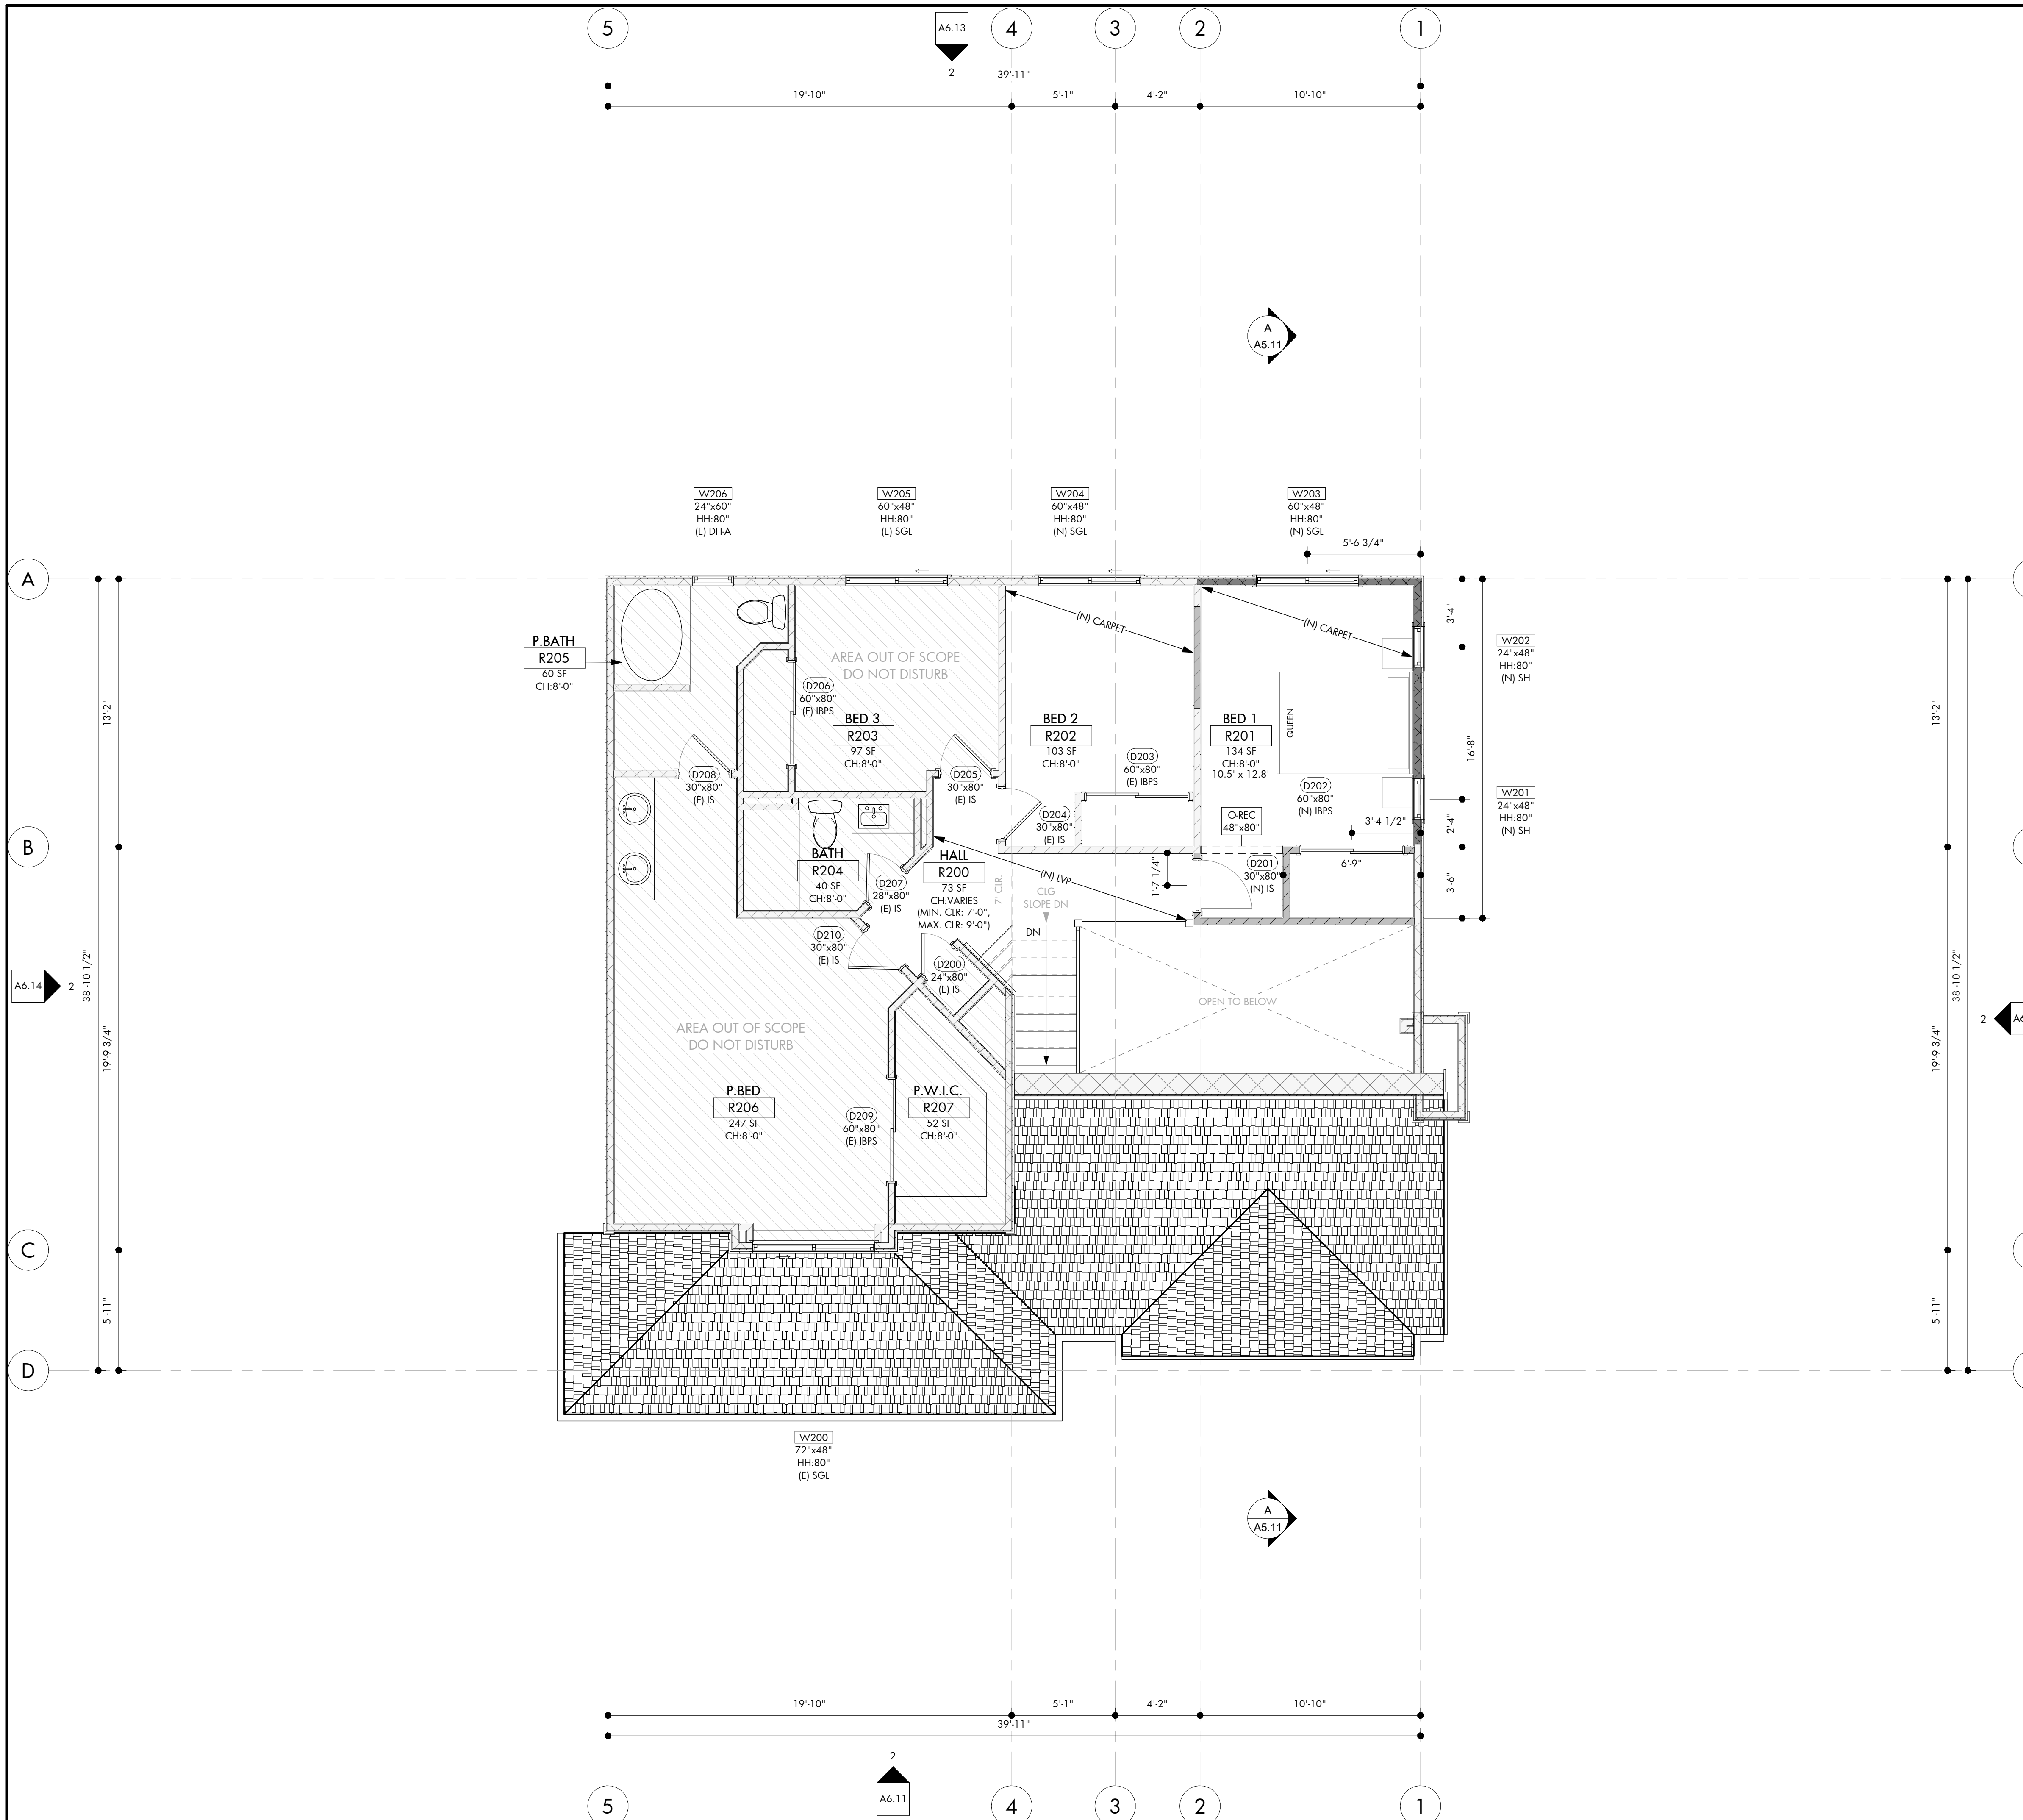 5
A6.13
2
4
3
2
1
39'-11"
19'-10"
5'-1"
4'-2"
10'-10"
A
A5.11
W206
24"x60"
HH:80"
(E) DH-A
W205
60"x48"
HH:80"
(E) SGL
W204
60"x48"
HH:80"
(N) SGL
W203
60"x48"
HH:80"
(N) SGL
5'-6 3/4"
A
B
C
D
13'-2"
19'-9 3/4"
5'-11"
38'-10 1/2"
A6.14
2
P.BATH
R205
60 SF
CH:8'-0"
AREA OUT OF SCOPE
DO NOT DISTURB
D206
60"x80"
(E) IBPS
BED 3
R203
97 SF
CH:8'-0"
D208
30"x80"
(E) IS
D205
30"x80"
(E) IS
(N) CARPET
BED 2
R202
103 SF
CH:8'-0"
D203
60"x80"
(E) IBPS
D204
30"x80"
(E) IS
(N) CARPET
QUEEN
BED 1
R201
134 SF
CH:8'-0"
10.5' x 12.8'
D202
60"x80"
(N) IBPS
O-REC
48"x80"
3'-4 1/2"
6'-9"
D201
30"x80"
(N) IS
1'-7 1/4"
3'-4"
16'-8"
2'-4"
3'-6"
W202
24"x48"
HH:80"
(N) SH
W201
24"x48"
HH:80"
(N) SH
BATH
R204
40 SF
CH:8'-0"
D207
28"x80"
(E) IS
HALL
R200
73 SF
CH:VARIES
(MIN. CLR: 7'-0",
MAX. CLR: 9'-0")
7' CLR.
(N) LVP
CLG
SLOPE DN
DN
D210
30"x80"
(E) IS
D200
24"x80"
(E) IS
OPEN TO BELOW
AREA OUT OF SCOPE
DO NOT DISTURB
P.BED
R206
247 SF
CH:8'-0"
D209
60"x80"
(E) IBPS
P.W.I.C.
R207
52 SF
CH:8'-0"
13'-2"
19'-9 3/4"
5'-11"
38'-10 1/2"
2
W200
72"x48"
HH:80"
(E) SGL
A
A5.11
19'-10"
5'-1"
4'-2"
10'-10"
39'-11"
2
A6.11
5
4
3
2
1